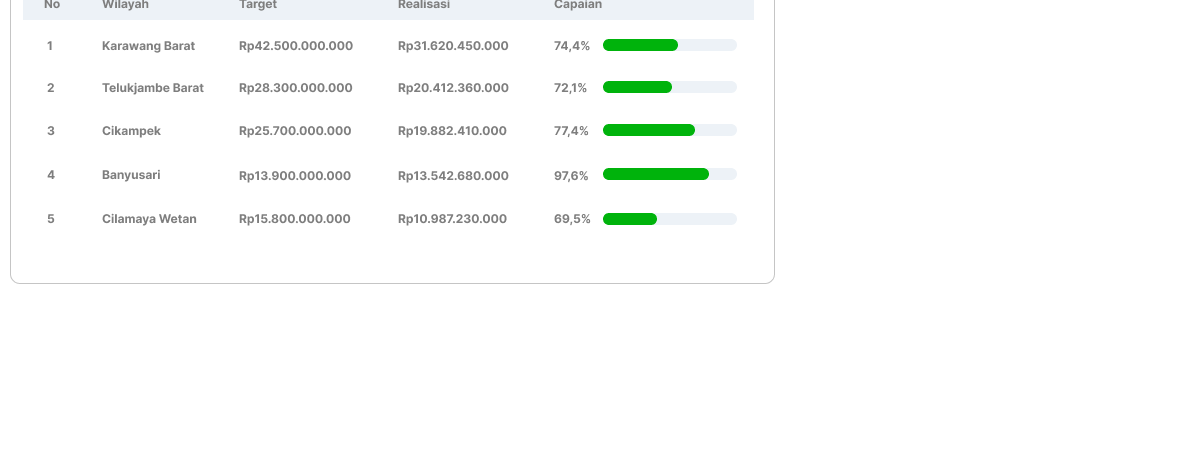 No Wilayah Target Realisasi Capaian
1 Karawang Barat Rp42.500.000.000 Rp31.620.450.000 74,4%
2 Telukjambe Barat Rp28.300.000.000 Rp20.412.360.000 72,1%
3 Cikampek Rp25.700.000.000 Rp19.882.410.000 77,4%
4 Banyusari Rp13.900.000.000 Rp13.542.680.000 97,6%
5 Cilamaya Wetan Rp15.800.000.000 Rp10.987.230.000 69,5%